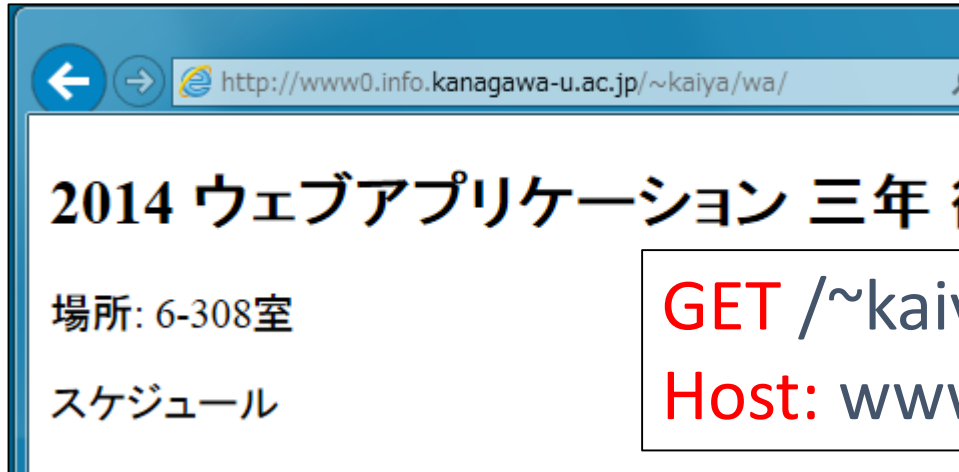 http://www0.info.kanagawa-u.ac.jp/~kaiya/wa/
2014 ウェブアプリケーション 三年
場所: 6-308室
スケジュール
GET /~kai
Host: ww